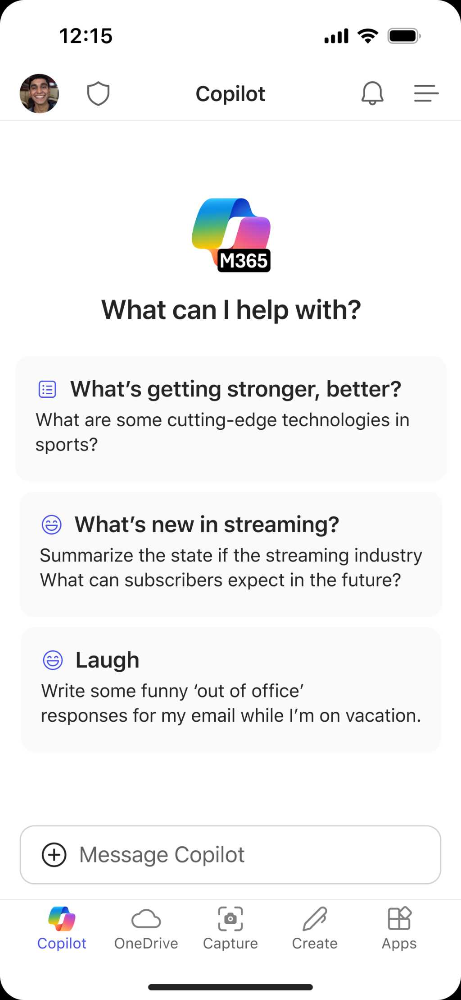 12:15
Copilot
M365
What can I help with?
What’s getting stronger, better?
What are some cutting-edge technologies in
sports?
What’s new in streaming?
Summarize the state if the streaming industry
What can subscribers expect in the future?
Laugh
Write some funny ‘out of office’
responses for my email while I’m on vacation.
Message Copilot
Copilot
OneDrive
Capture
Create
Apps